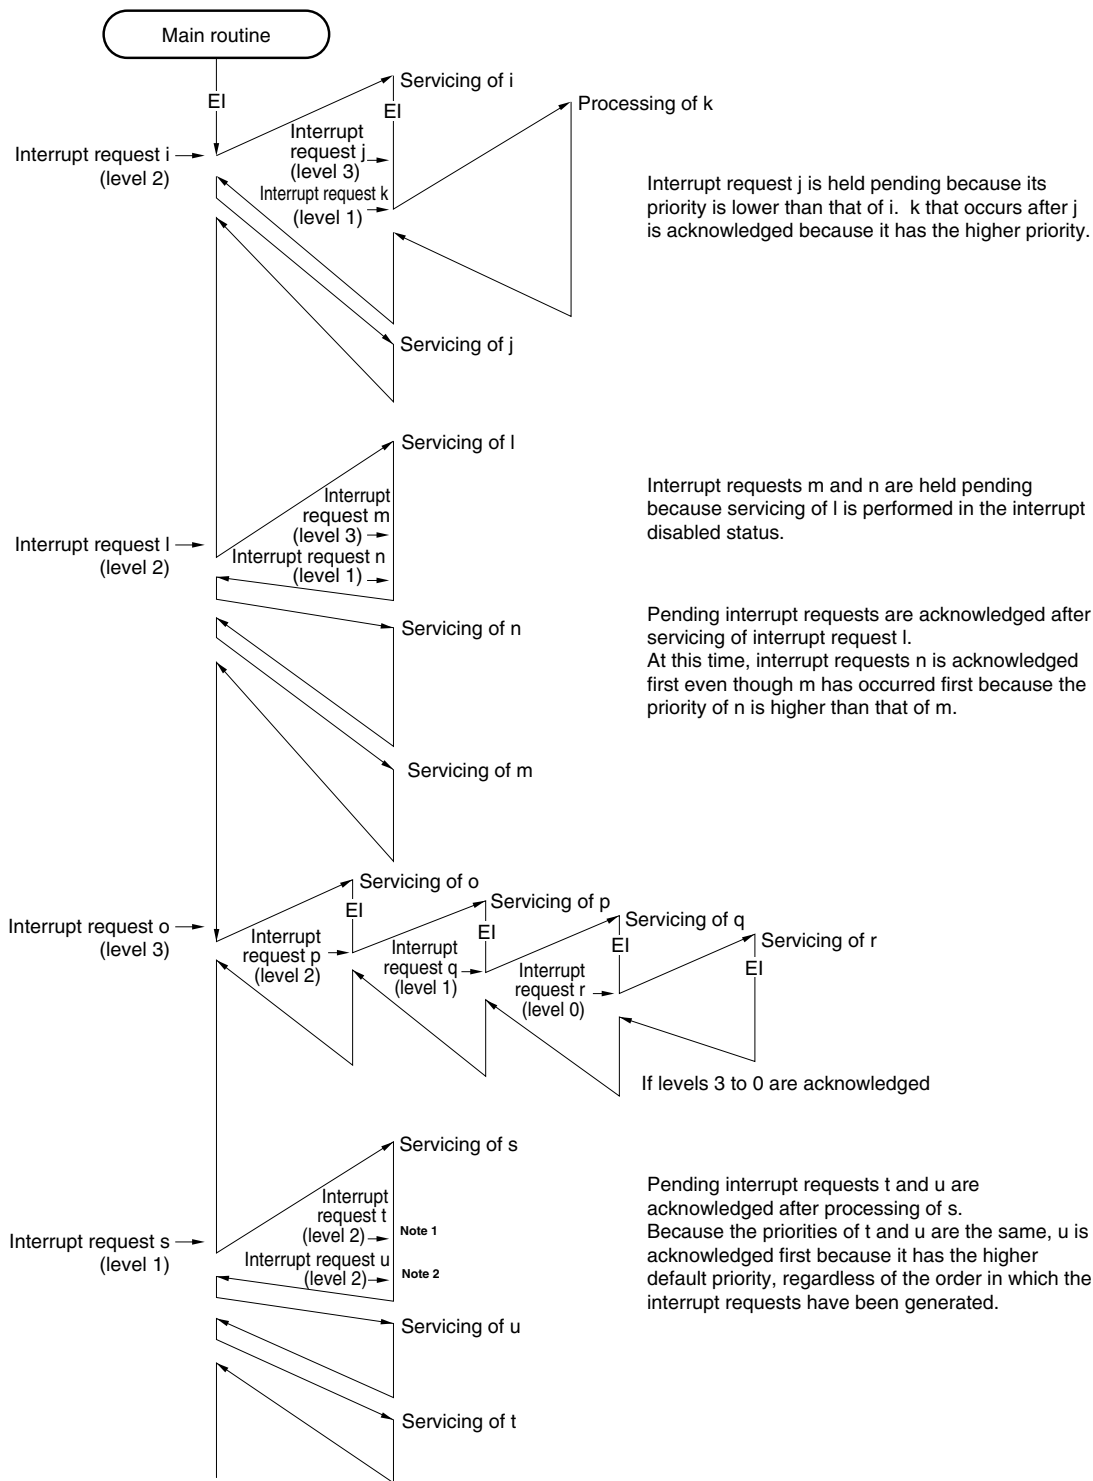 Main routine
EI
Servicing of i
EI
Processing of k
Interrupt request i
(level 2)
Interrupt
request j
(level 3)
Interrupt request k
(level 1)
Interrupt request j is held pending because its
priority is lower than that of i.  k that occurs after j
is acknowledged because it has the higher priority.
Servicing of j
Servicing of l
Interrupt request l
(level 2)
Interrupt
request m
(level 3)
Interrupt request n
(level 1)
Interrupt requests m and n are held pending
because servicing of l is performed in the interrupt
disabled status.
Servicing of n
Pending interrupt requests are acknowledged after
servicing of interrupt request l.
At this time, interrupt requests n is acknowledged
first even though m has occurred first because the
priority of n is higher than that of m.
Servicing of m
Servicing of o
EI
Servicing of p
EI
Servicing of q
EI
Servicing of r
EI
Interrupt request o
(level 3)
Interrupt
request p
(level 2)
Interrupt
request q
(level 1)
Interrupt
request r
(level 0)
If levels 3 to 0 are acknowledged
Servicing of s
Interrupt request s
(level 1)
Interrupt
request t
(level 2)
Note 1
Interrupt request u
(level 2)
Note 2
Pending interrupt requests t and u are
acknowledged after processing of s.
Because the priorities of t and u are the same, u is
acknowledged first because it has the higher
default priority, regardless of the order in which the
interrupt requests have been generated.
Servicing of u
Servicing of t